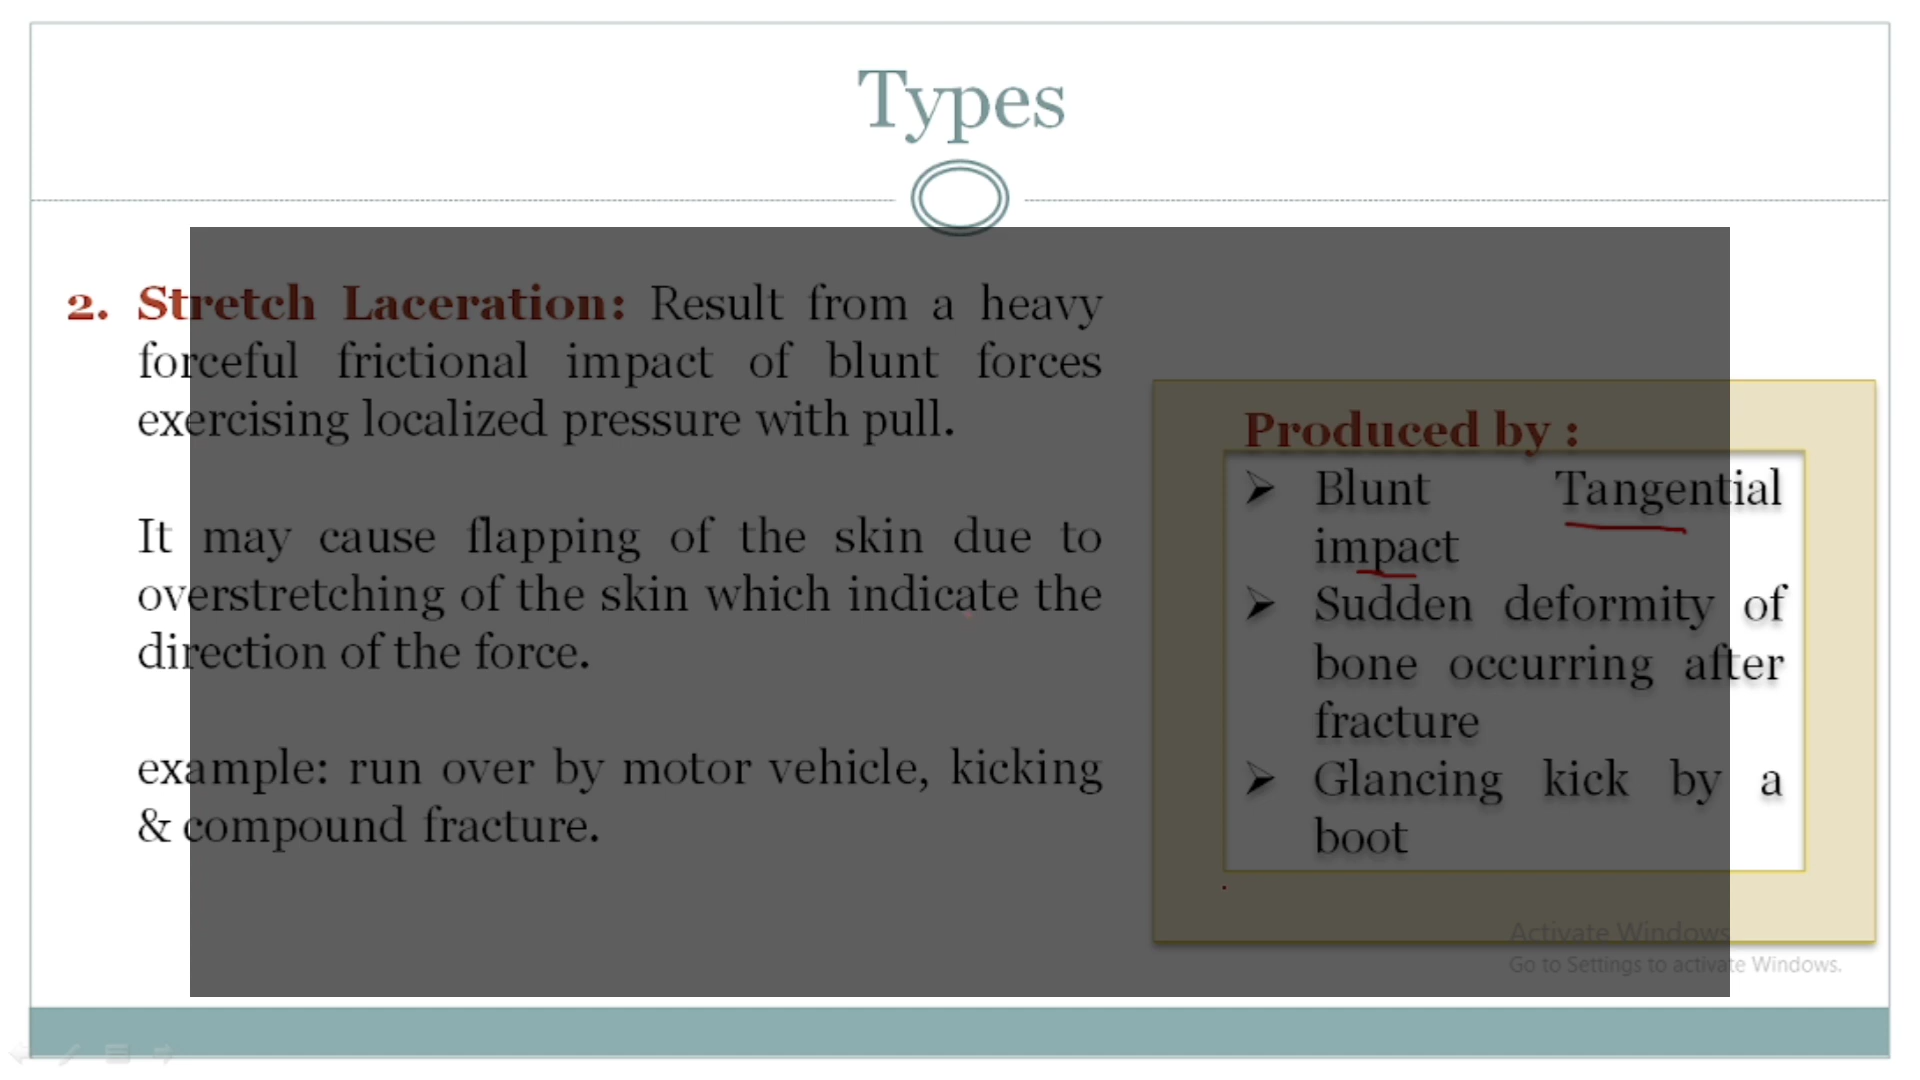 Types
2. Stretch Laceration: Result from a heavy
forceful frictional impact of blunt forces
exercising localized pressure with pull.
It may cause flapping of the skin due to
overstretching of the skin which indicate the
direction of the force.
example: run over by motor vehicle, kicking
& compound fracture.
Produced by :
➢ Blunt Tangential
impact
➢ Sudden deformity of
bone occurring after
fracture
➢ Glancing kick by a
boot
Activate Windows
Go to Settings to activate Windows.